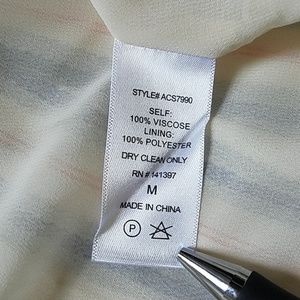 STYLE# ACS7990
SELF:
100% VISCOSE
LINING:
100% POLYESTER
DRY CLEAN ONLY
RN # 141397
M
MADE IN CHINA
P